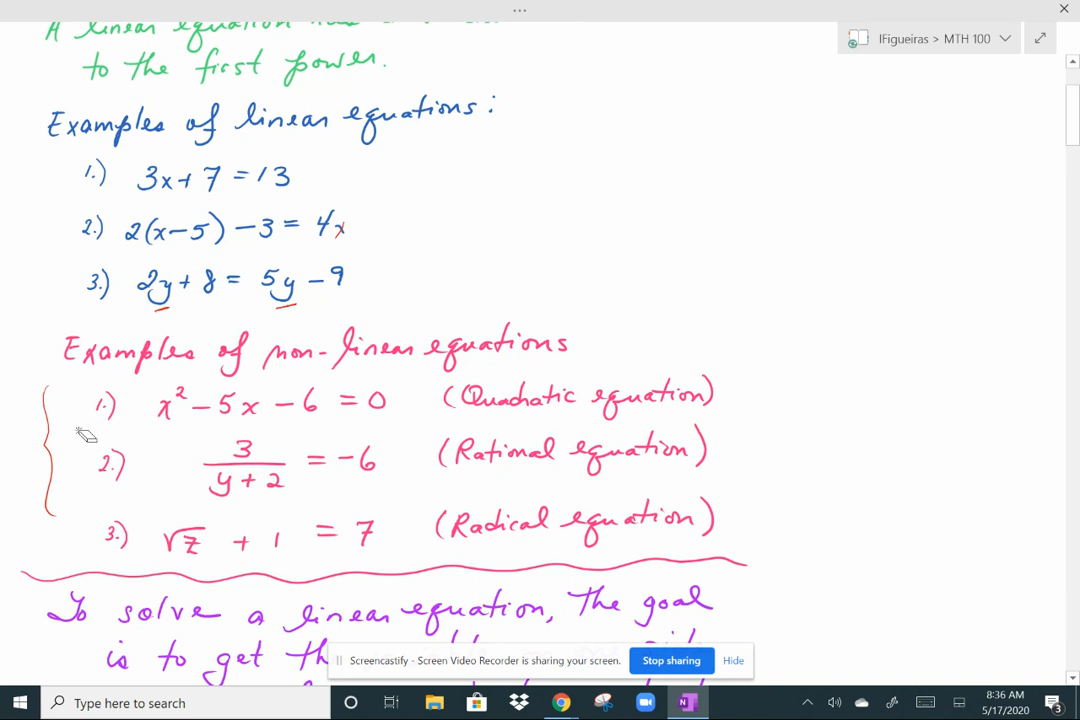 A linear equation
IFigueiras > MTH 100
to the first power.
Examples of linear equations:
1.) 3x+7 = 13
2.) 2(x-5) -3 = 4x
3.) 2y+8 = 5y-9
Examples of non-linear equations
1.) x² - 5x - 6 = 0 (Quadratic equation)
2.) 3/(y+2) = -6 (Rational equation)
3.) √z + 1 = 7 (Radical equation)
To solve a linear equation, the goal
is to get
Screencastify - Screen Video Recorder is sharing your screen. Stop sharing Hide
Type here to search
8:36 AM
5/17/2020
3